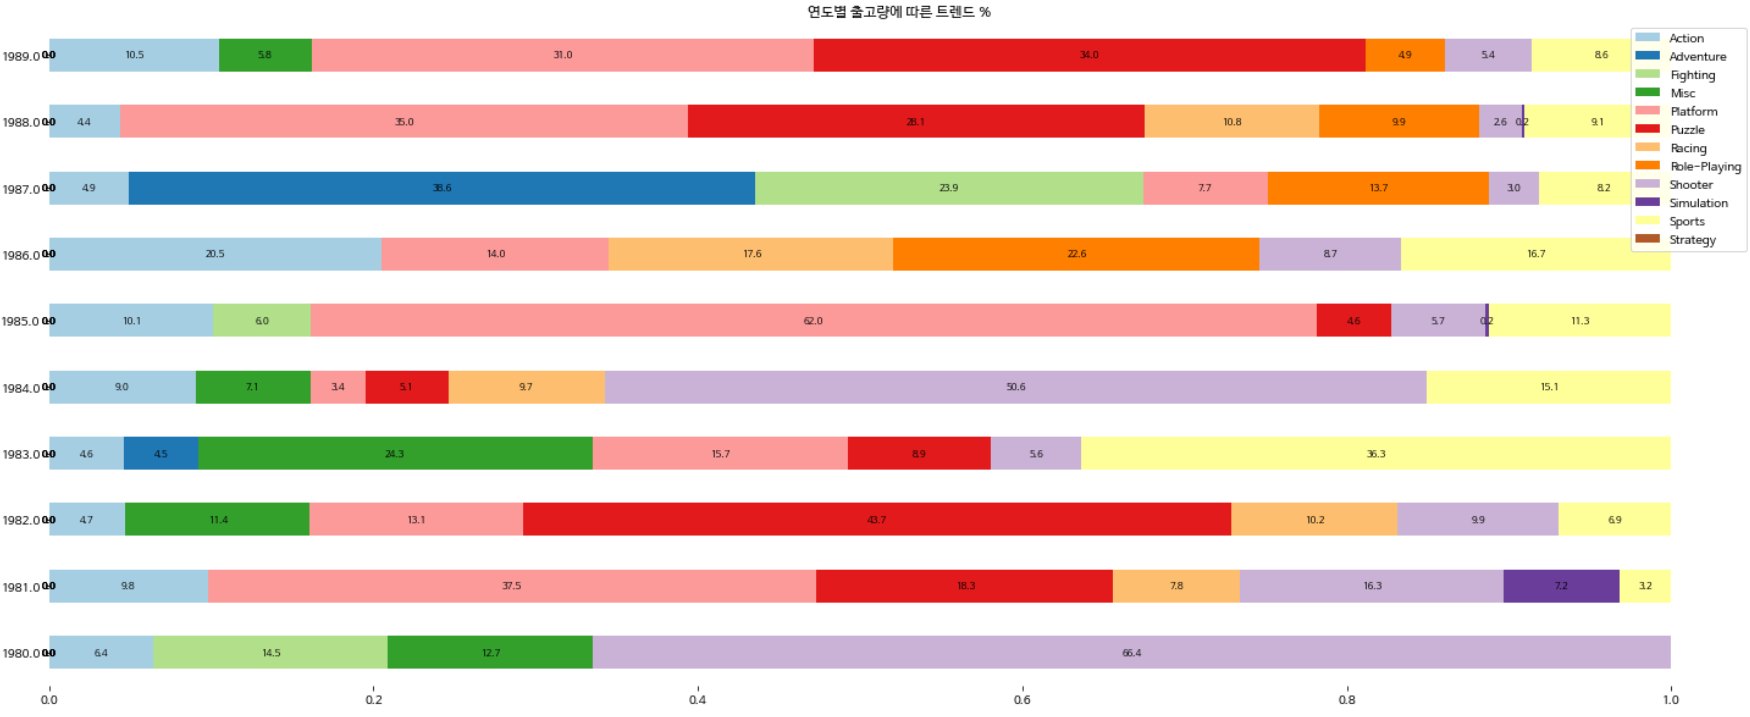 연도별 출고량에 따른 트렌드 %
1989.0 0.0 10.5 5.8 31.0 34.0 4.9 5.4 8.6
1988.0 0.0 4.4 35.0 28.1 10.8 9.9 2.6 0.2 9.1
1987.0 0.0 4.9 38.6 23.9 7.7 13.7 3.0 8.2
1986.0 0.0 20.5 14.0 17.6 22.6 8.7 16.7
1985.0 0.0 10.1 6.0 62.0 4.6 5.7 0.2 11.3
1984.0 0.0 9.0 7.1 3.4 5.1 9.7 50.6 15.1
1983.0 0.0 4.6 4.5 24.3 15.7 8.9 5.6 36.3
1982.0 0.0 4.7 11.4 13.1 43.7 10.2 9.9 6.9
1981.0 0.0 9.8 37.5 18.3 7.8 16.3 7.2 3.2
1980.0 0.0 6.4 14.5 12.7 66.4
0.0 0.2 0.4 0.6 0.8 1.0
Action
Adventure
Fighting
Misc
Platform
Puzzle
Racing
Role-Playing
Shooter
Simulation
Sports
Strategy